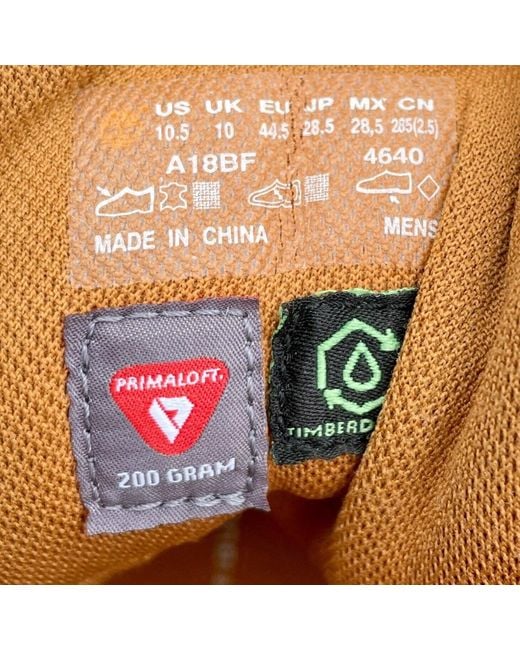 US UK EU JP MX CN
10.5 10 44.5 28.5 28.5 285(2.5)
A18BF 4640
MADE IN CHINA MENS
PRIMALOFT.
200 GRAM
TIMBERD